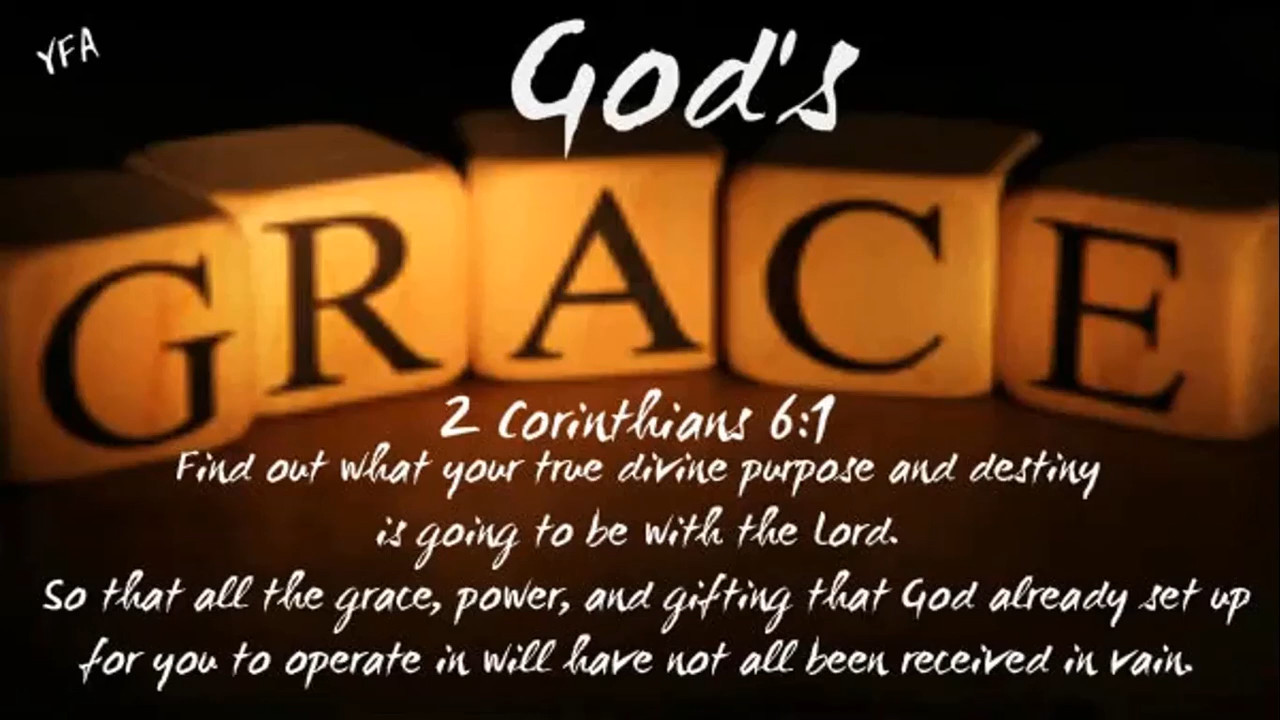 YFA
God's
GRACE
2 Corinthians 6:1
Find out what your true divine purpose and destiny
is going to be with the Lord.
So that all the grace, power, and gifting that God already set up
for you to operate in will have not all been received in vain.